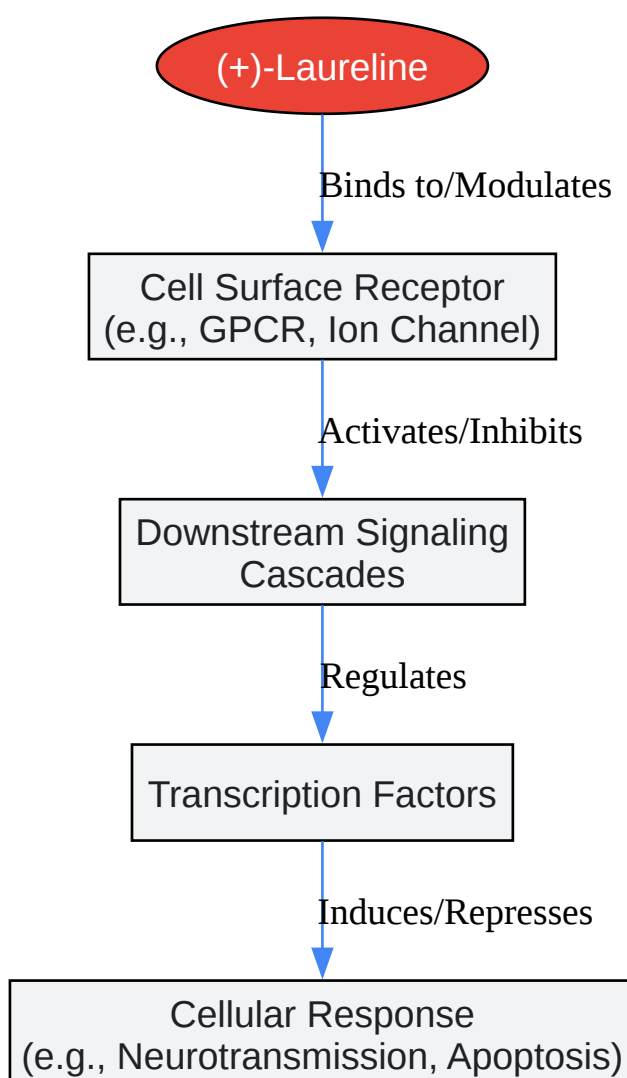 (+)-Laureline
Binds to/Modulates
Cell Surface Receptor
(e.g., GPCR, Ion Channel)
Activates/Inhibits
Downstream Signaling
Cascades
Regulates
Transcription Factors
Induces/Represses
Cellular Response
(e.g., Neurotransmission, Apoptosis)